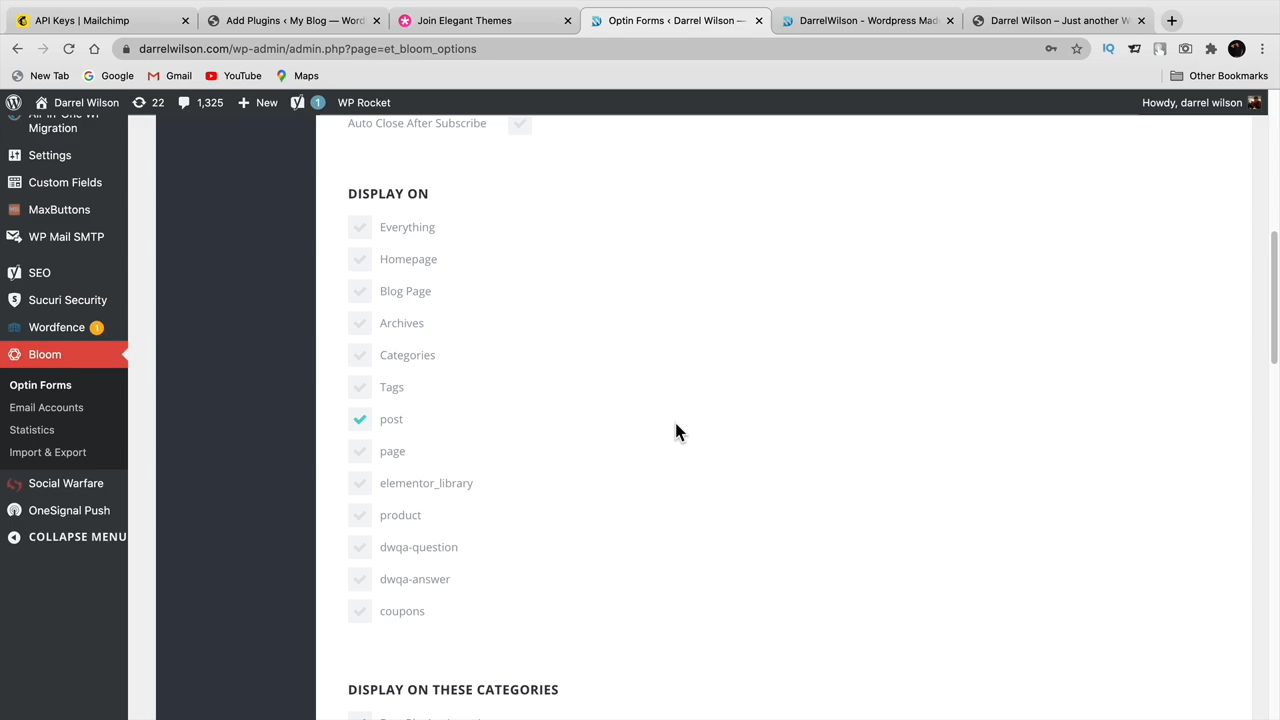 API Keys | Mailchimp
Add Plugins ‹ My Blog — Word
Join Elegant Themes
Optin Forms ‹ Darrel Wilson —
DarrelWilson - Wordpress Mad
Darrel Wilson – Just another W
darrelwilson.com/wp-admin/admin.php?page=et_bloom_options
New Tab
Google
Gmail
YouTube
Maps
Other Bookmarks
Darrel Wilson
22
1,325
New
1
WP Rocket
Howdy, darrel wilson
All-in-One WP
Migration
Settings
Custom Fields
MaxButtons
WP Mail SMTP
SEO
Sucuri Security
Wordfence 1
Bloom
Optin Forms
Email Accounts
Statistics
Import & Export
Social Warfare
OneSignal Push
COLLAPSE MENU
Auto Close After Subscribe
DISPLAY ON
Everything
Homepage
Blog Page
Archives
Categories
Tags
post
page
elementor_library
product
dwqa-question
dwqa-answer
coupons
DISPLAY ON THESE CATEGORIES